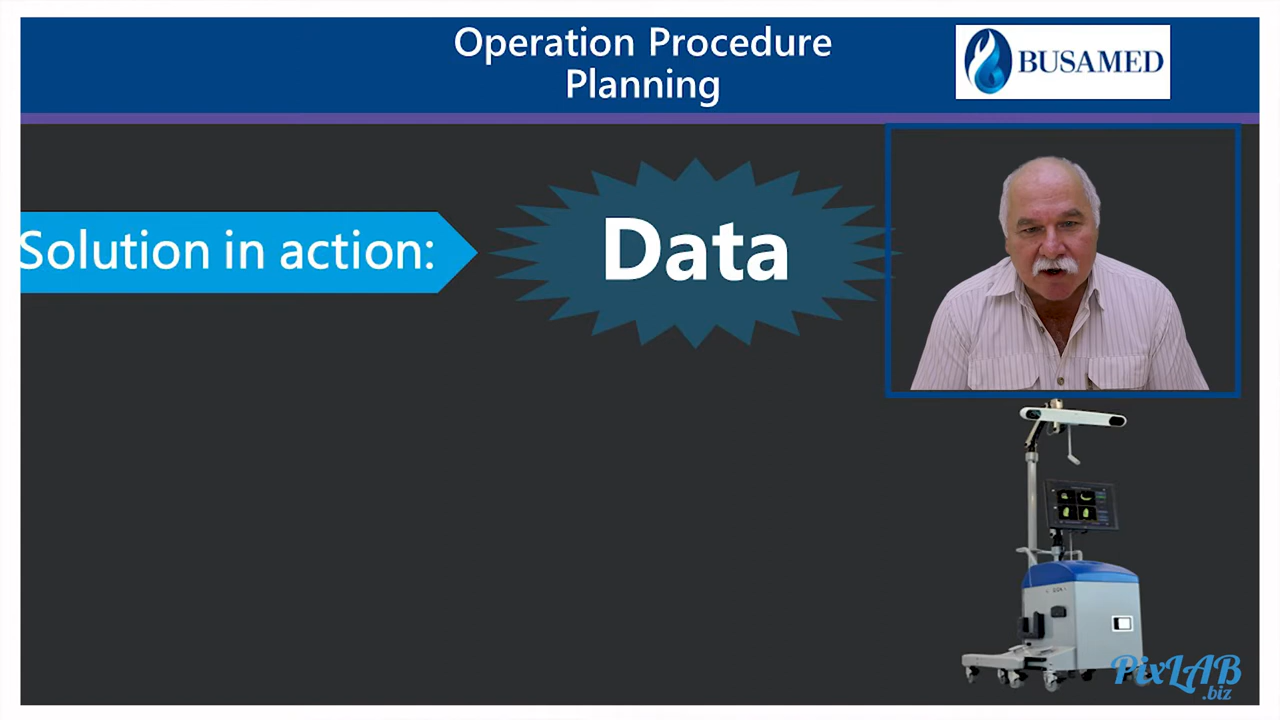 Operation Procedure
Planning
BUSAMED
Solution in action:
Data
PixLAB
.biz